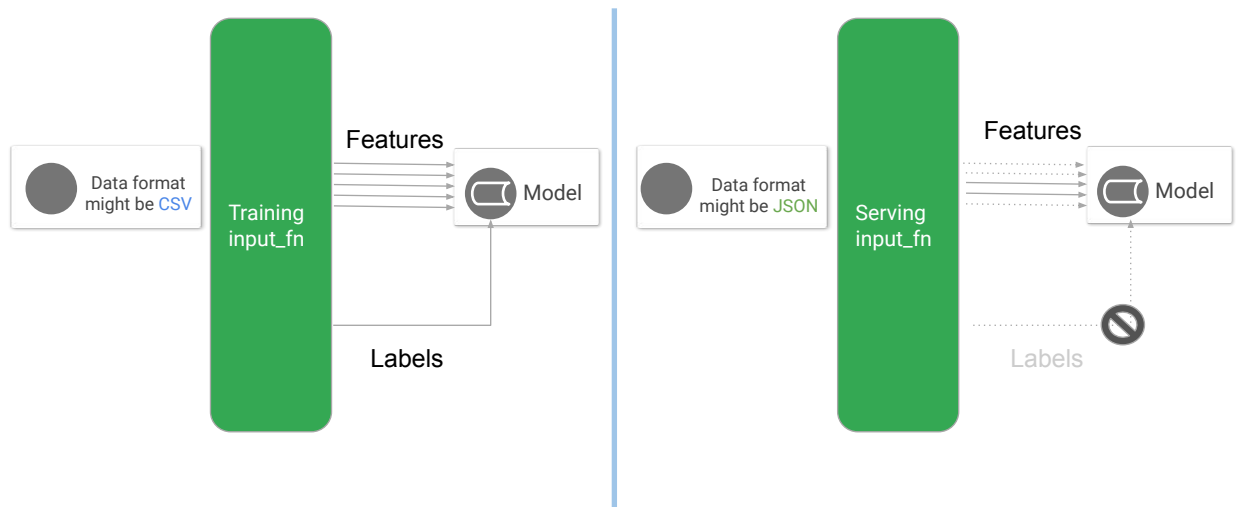 Features
Data format
might be CSV
Training
input_fn
Model
Labels
Features
Data format
might be JSON
Serving
input_fn
Model
Labels